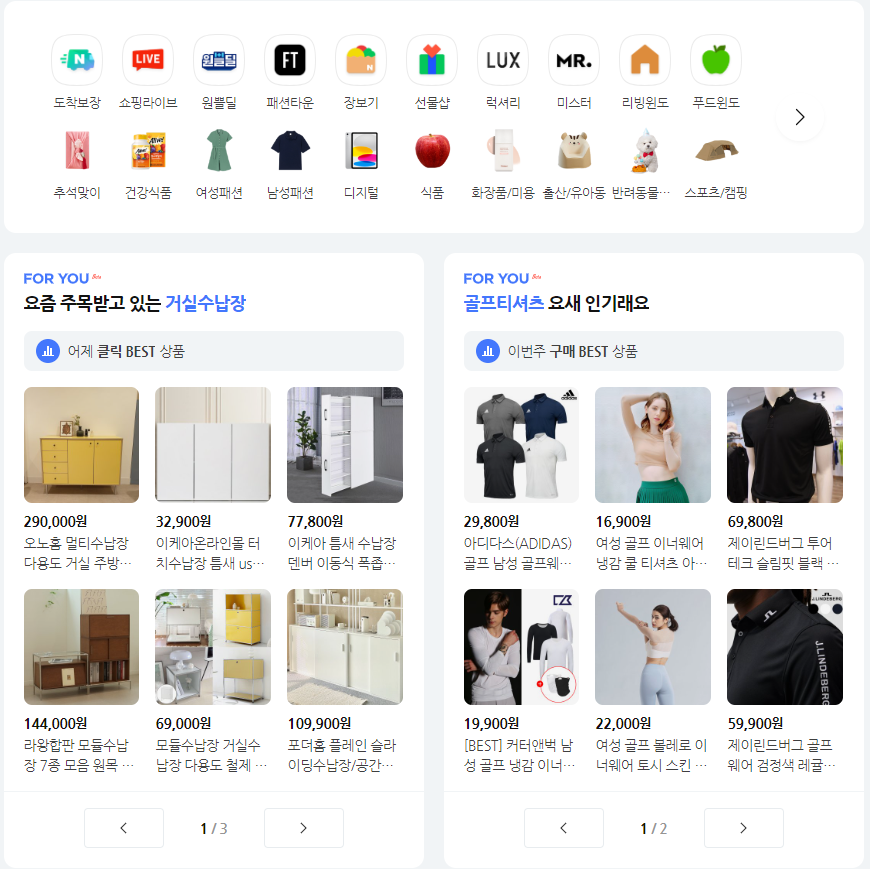 N
LIVE
원쁠딜
FT
N
LUX
MR.
도착보장
쇼핑라이브
원쁠딜
패션타운
장보기
선물샵
럭셔리
미스터
리빙윈도
푸드윈도
추석맞이
건강식품
여성패션
남성패션
디지털
식품
화장품/미용
출산/유아동
반려동물…
스포츠/캠핑
FOR YOU Beta
요즘 주목받고 있는 거실수납장
어제 클릭 BEST 상품
290,000원
오노홈 멀티수납장
다용도 거실 주방…
32,900원
이케아온라인몰 터
치수납장 틈새 us…
77,800원
이케아 틈새 수납장
덴버 이동식 폭좁…
144,000원
라왕합판 모듈수납
장 7종 모음 원목 …
69,000원
모듈수납장 거실수
납장 다용도 철제 …
109,900원
포더홈 플레인 슬라
이딩수납장/공간…
1 / 3
FOR YOU Beta
골프티셔츠 요새 인기래요
이번주 구매 BEST 상품
adidas
29,800원
아디다스(ADIDAS)
골프 남성 골프웨…
16,900원
여성 골프 이너웨어
냉감 쿨 티셔츠 아…
69,800원
제이린드버그 투어
테크 슬림핏 블랙 …
J.LINDEBERG
J.LINDEBERG
19,900원
[BEST] 커터앤벅 남
성 골프 냉감 이너…
22,000원
여성 골프 볼레로 이
너웨어 토시 스킨 …
59,900원
제이린드버그 골프
웨어 검정색 레귤…
1 / 2